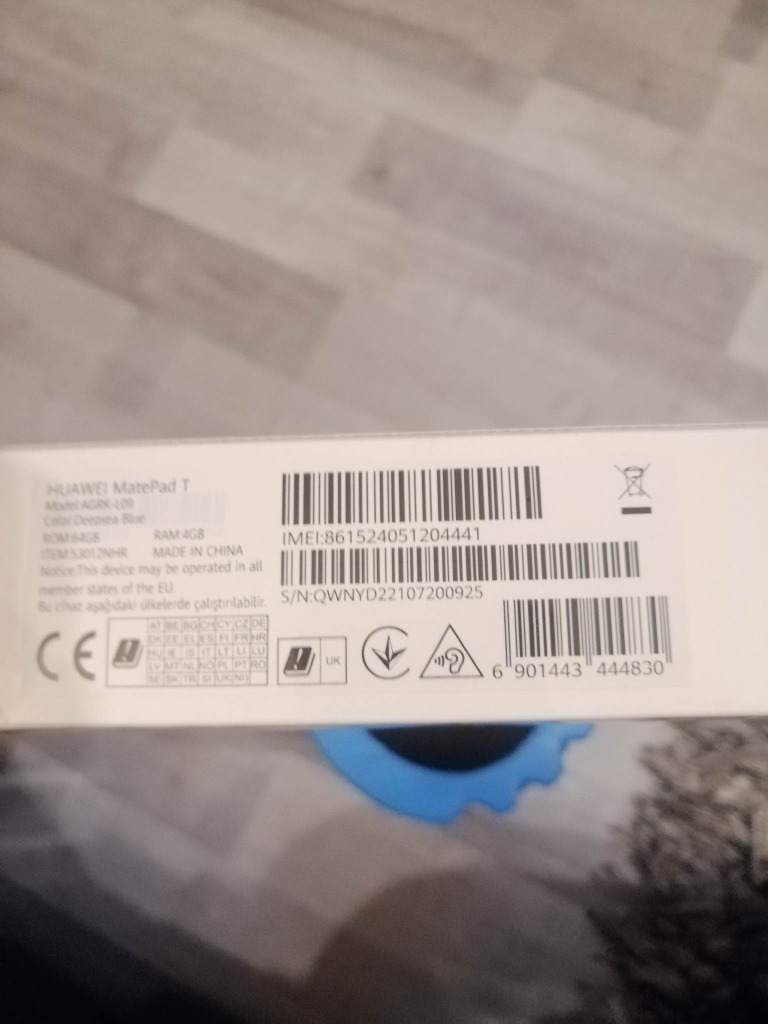 HUAWEI MatePad T
Model:AGRK-L09
Color:Deepsea Blue
ROM:64GB RAM:4GB
ITEM:53012NHR MADE IN CHINA
Notice:This device may be operated in all
member states of the EU.
Bu cihaz aşağıdaki ülkelerde çalıştırılabilir.
CE
AT BE BG CH CY CZ DE
DK EE EL ES FI FR HR
HU IE IS IT LT LI LU
LV MT NL NO PL PT RO
SE SK TR SI UK(NI)
UK
IMEI:861524051204441
S/N:QWNYD22107200925
6 901443 444830